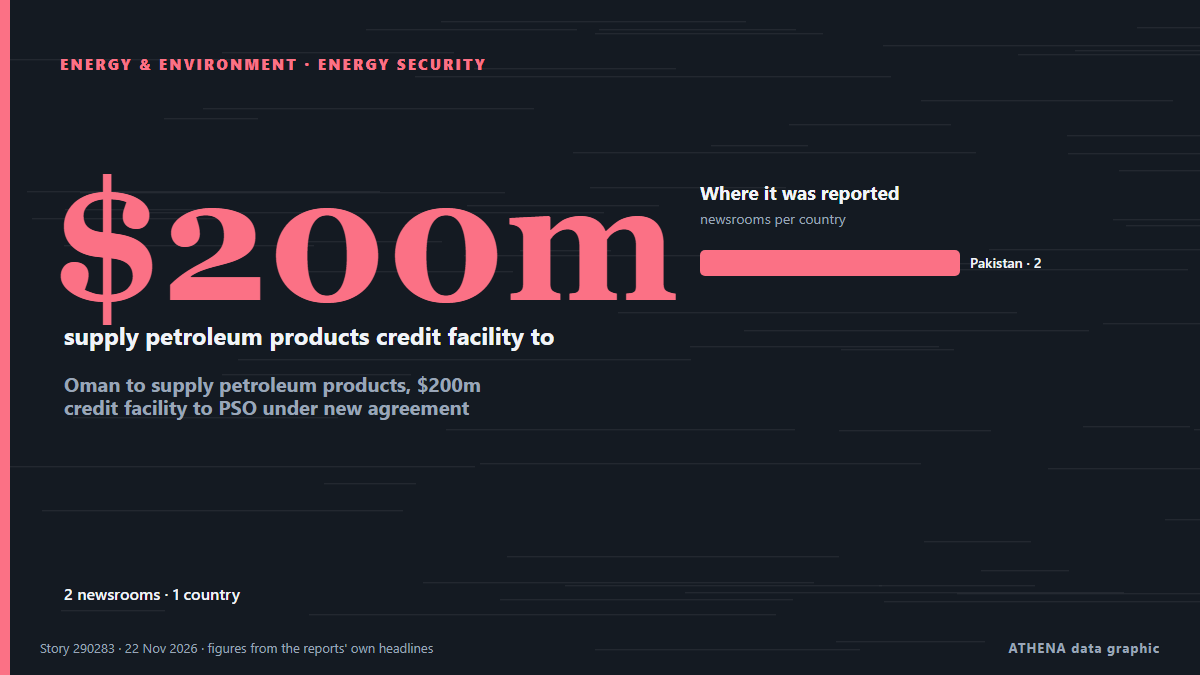 ENERGY & ENVIRONMENT · ENERGY SECURITY
$200m
supply petroleum products credit facility to
Oman to supply petroleum products, $200m
credit facility to PSO under new agreement
Where it was reported
newsrooms per country
Pakistan · 2
2 newsrooms · 1 country
Story 290283 · 22 Nov 2026 · figures from the reports' own headlines
ATHENA data graphic